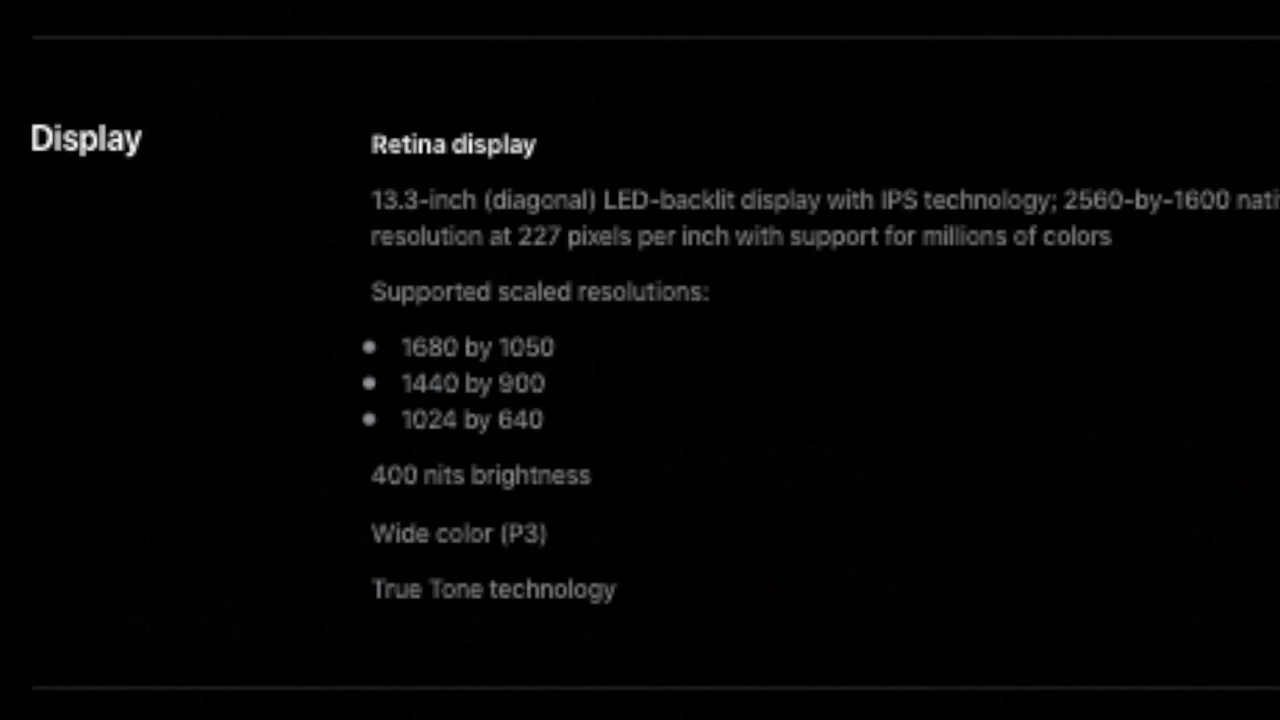 Display
Retina display
13.3-inch (diagonal) LED-backlit display with IPS technology; 2560-by-1600
resolution at 227 pixels per inch with support for millions of colors
Supported scaled resolutions:
• 1680 by 1050
• 1440 by 900
• 1024 by 640
400 nits brightness
Wide color (P3)
True Tone technology